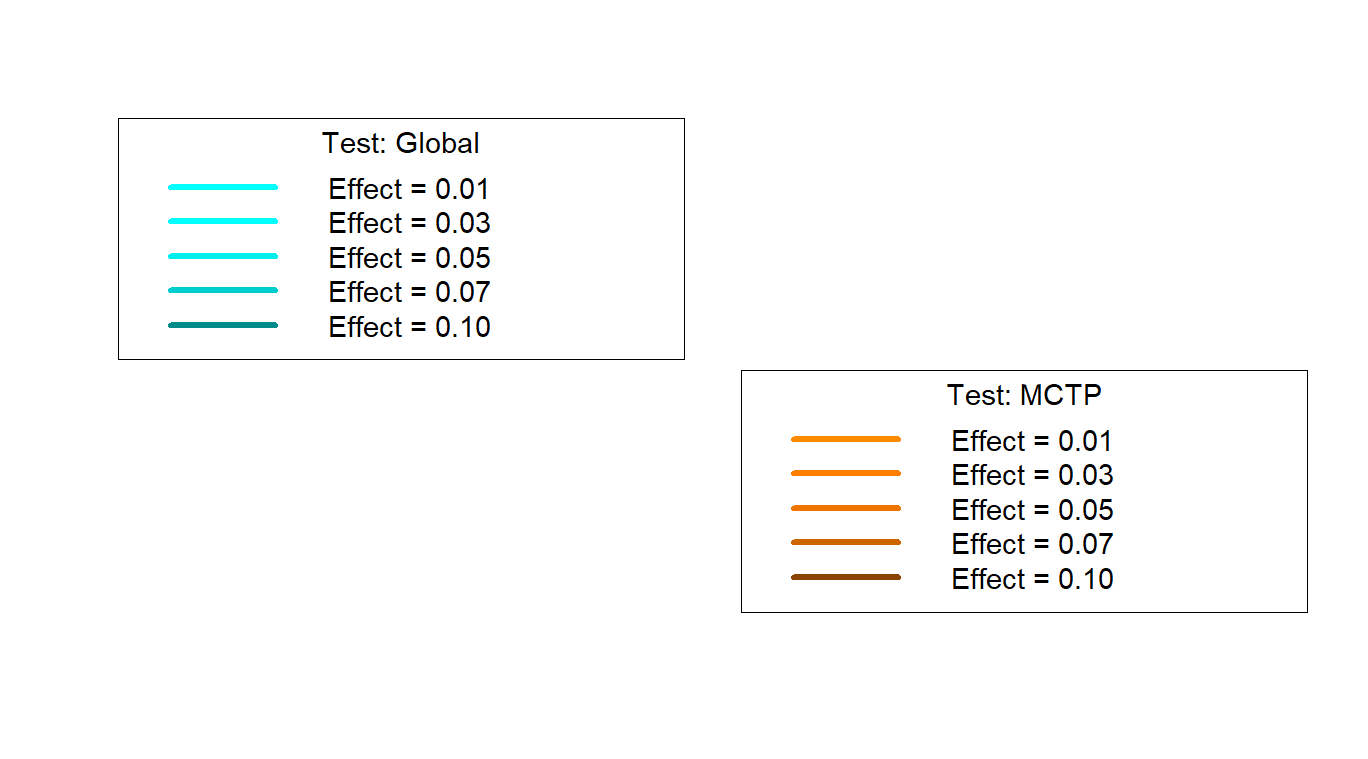 Test: Global
Effect = 0.01
Effect = 0.03
Effect = 0.05
Effect = 0.07
Effect = 0.10
Test: MCTP
Effect = 0.01
Effect = 0.03
Effect = 0.05
Effect = 0.07
Effect = 0.10